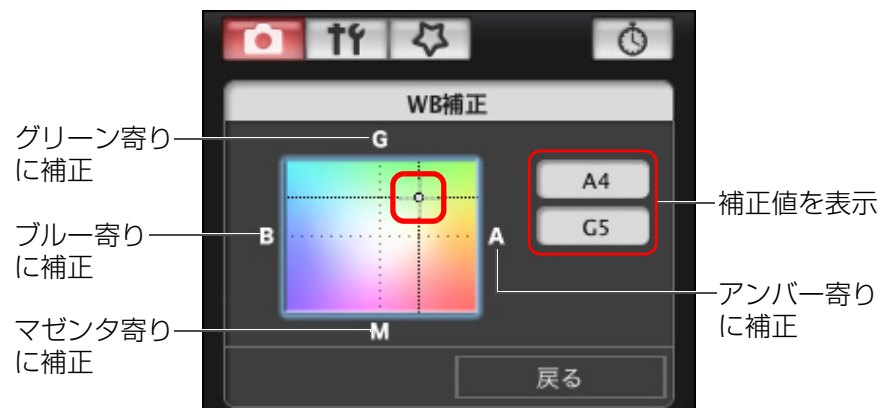 WB補正
グリーン寄り
に補正
G
A4
補正値を表示
ブルー寄り
に補正
B
A
G5
アンバー寄り
に補正
マゼンタ寄り
に補正
M
戻る